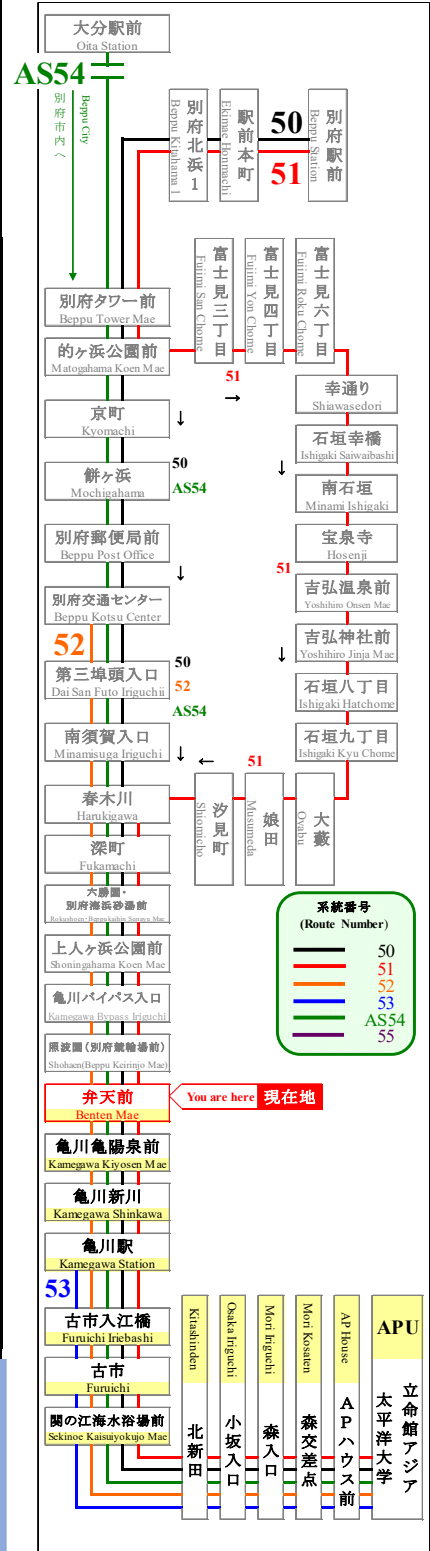 大分駅前
Oita Station
AS54
Beppu City
別府市内へ
別府北浜1
Beppu Kitahama 1
駅前本町
Ekimae Honmachi
50
51
別府駅前
Beppu Station
別府タワー前
Beppu Tower Mae
的ヶ浜公園前
Matogahama Koen Mae
富士見三丁目
Fujimi San Chome
富士見四丁目
Fujimi Yon Chome
富士見六丁目
Fujimi Roku Chome
51
→
京町
Kyomachi
↓
幸通り
Shiawasedori
石垣幸橋
Ishigaki Saiwaibashi
餅ヶ浜
Mochigahama
50
AS54
↓
南石垣
Minami Ishigaki
別府郵便局前
Beppu Post Office
↓
宝泉寺
Hosenji
51
別府交通センター
Beppu Kotsu Center
吉弘温泉前
Yoshihiro Onsen Mae
52
吉弘神社前
Yoshihiro Jinja Mae
↓
第三埠頭入口
Dai San Futo Iriguchii
50
52
AS54
石垣八丁目
Ishigaki Hatchome
南須賀入口
Minamisuga Iriguchi
↓
石垣九丁目
Ishigaki Kyu Chome
51
←
春木川
Harukigawa
汐見町
Shiomicho
娘田
Musumeda
大藪
Oyabu
深町
Fukamachi
六勝園・
別府海浜砂湯前
Rokushoen・Beppukaihin Sunayu Mae
上人ヶ浜公園前
Shoningahama Koen Mae
亀川バイパス入口
Kamegawa Bypass Iriguchi
照波園(別府競輪場前)
Shohaen(Beppu Keirinjo Mae)
系統番号
(Route Number)
50
51
52
53
AS54
55
弁天前
Benten Mae
You are here 現在地
亀川亀陽泉前
Kamegawa Kiyosen Mae
亀川新川
Kamegawa Shinkawa
亀川駅
Kamegawa Station
53
古市入江橋
Furuichi Iriebashi
古市
Furuichi
関の江海水浴場前
Sekinoe Kaisuiyokujo Mae
Kitashinden
北新田
Osaka Iriguchi
小坂入口
Mori Iriguchi
森入口
Mori Kosaten
森交差点
AP House
APハウス前
APU
立命館アジア
太平洋大学